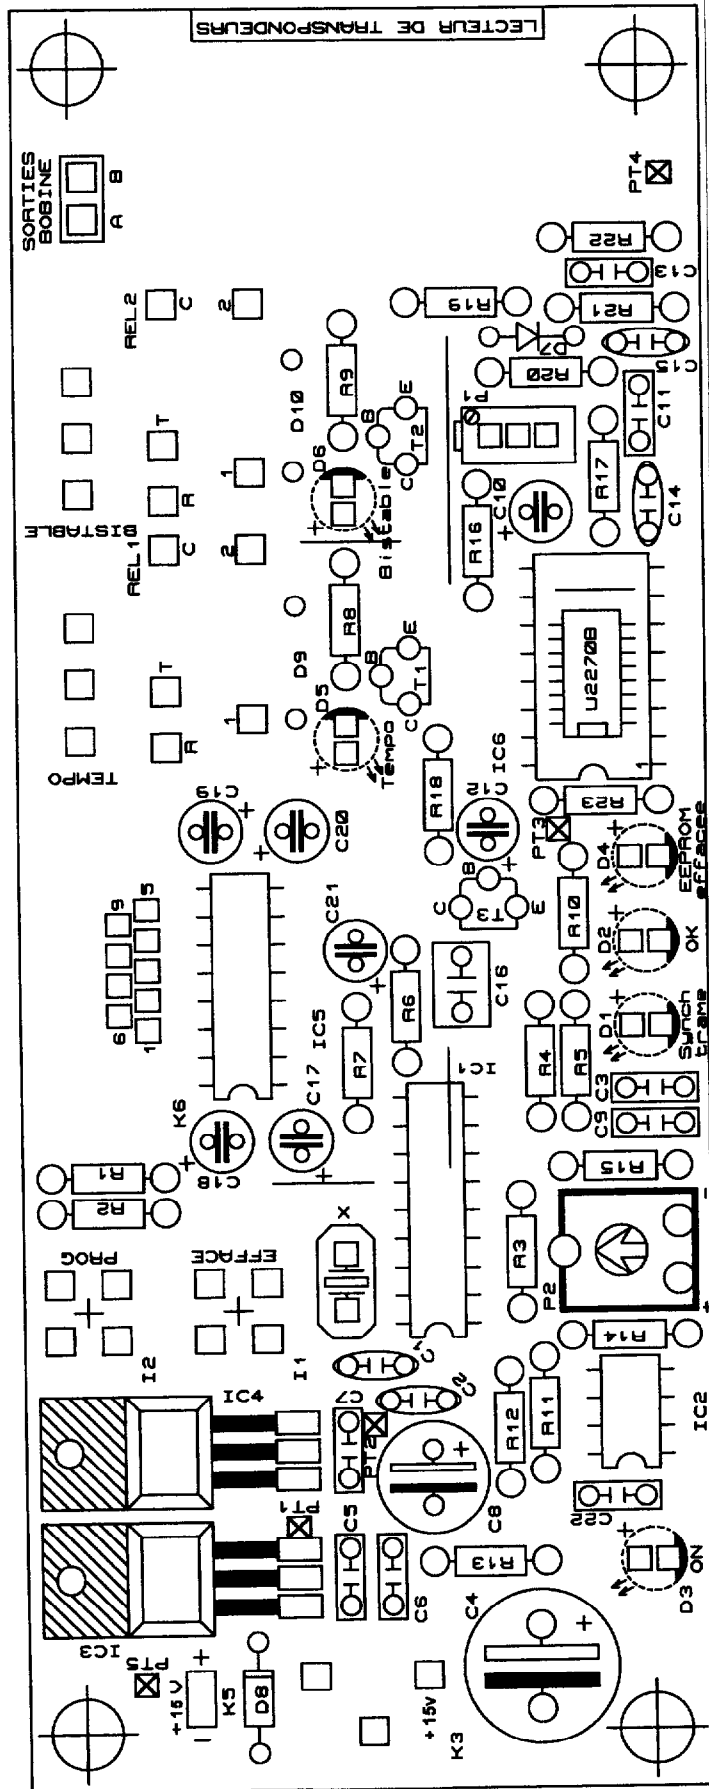 LECTEUR DE TRANSPONDEURS
SORTIES
BOBINE
A B
PT4
R22
C13
REL2
C
2
R19
R21
D7
C15
D10
R9
R20
P1
C11
E
B
T2
C
D6
T
1
R
BISTABLE
Bistable
C10
R17
R16
C14
REL1
C
2
R8
D9
E
B
T1
C
D5
U2270B
T
1
R
TEMPO
Tempo
IC6
1
R18
C12
R23
C19
C20
PT3
D4
EEPROM
effacee
9
5
6
1
C21
B
C
T3
E
R10
D2
OK
IC5
R6
C16
R7
R4
R5
D1
Synch
trame
IC1
C17
K6
C18
C3
C9
R1
R2
R15
X
R3
P2
PROG
EFFACE
I2
I1
C1
C2
R14
IC4
C7
R12
R11
IC2
PT2
PT1
C5
C8
C22
C6
R13
D3
ON
IC3
PT5
C4
+15V
K5
D8
+15v
K3